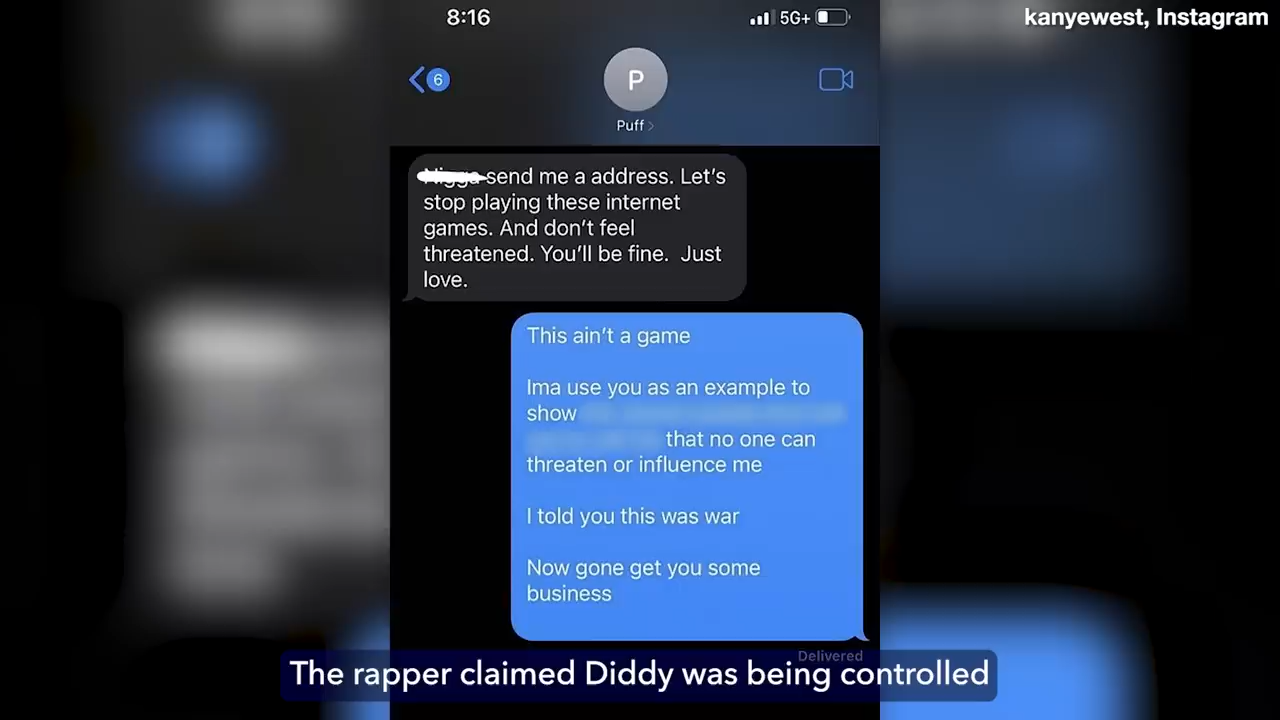 8:16
5G+
kanyewest, Instagram
6
P
Puff
send me a address. Let's
stop playing these internet
games. And don't feel
threatened. You'll be fine. Just
love.
This ain't a game
Ima use you as an example to
show
that no one can
threaten or influence me
I told you this was war
Now gone get you some
business
Delivered
The rapper claimed Diddy was being controlled